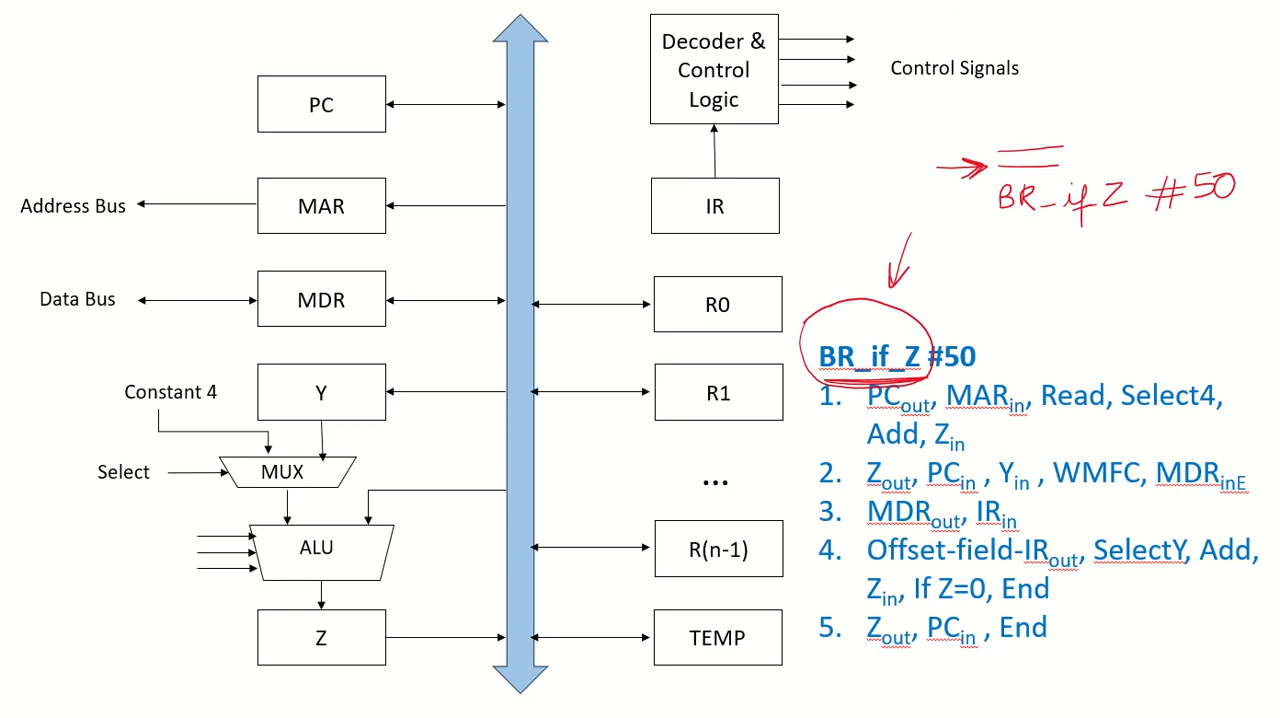 Decoder &
Control
Logic
Control Signals
PC
Address Bus
MAR
IR
BR_if Z #50
Data Bus
MDR
R0
BR_if_Z #50
Constant 4
Y
R1
1. PCout, MARin, Read, Select4,
Add, Zin
Select
MUX
...
2. Zout, PCin , Yin , WMFC, MDRinE
3. MDRout, IRin
ALU
R(n-1)
4. Offset-field-IRout, SelectY, Add,
Zin, If Z=0, End
Z
TEMP
5. Zout, PCin , End